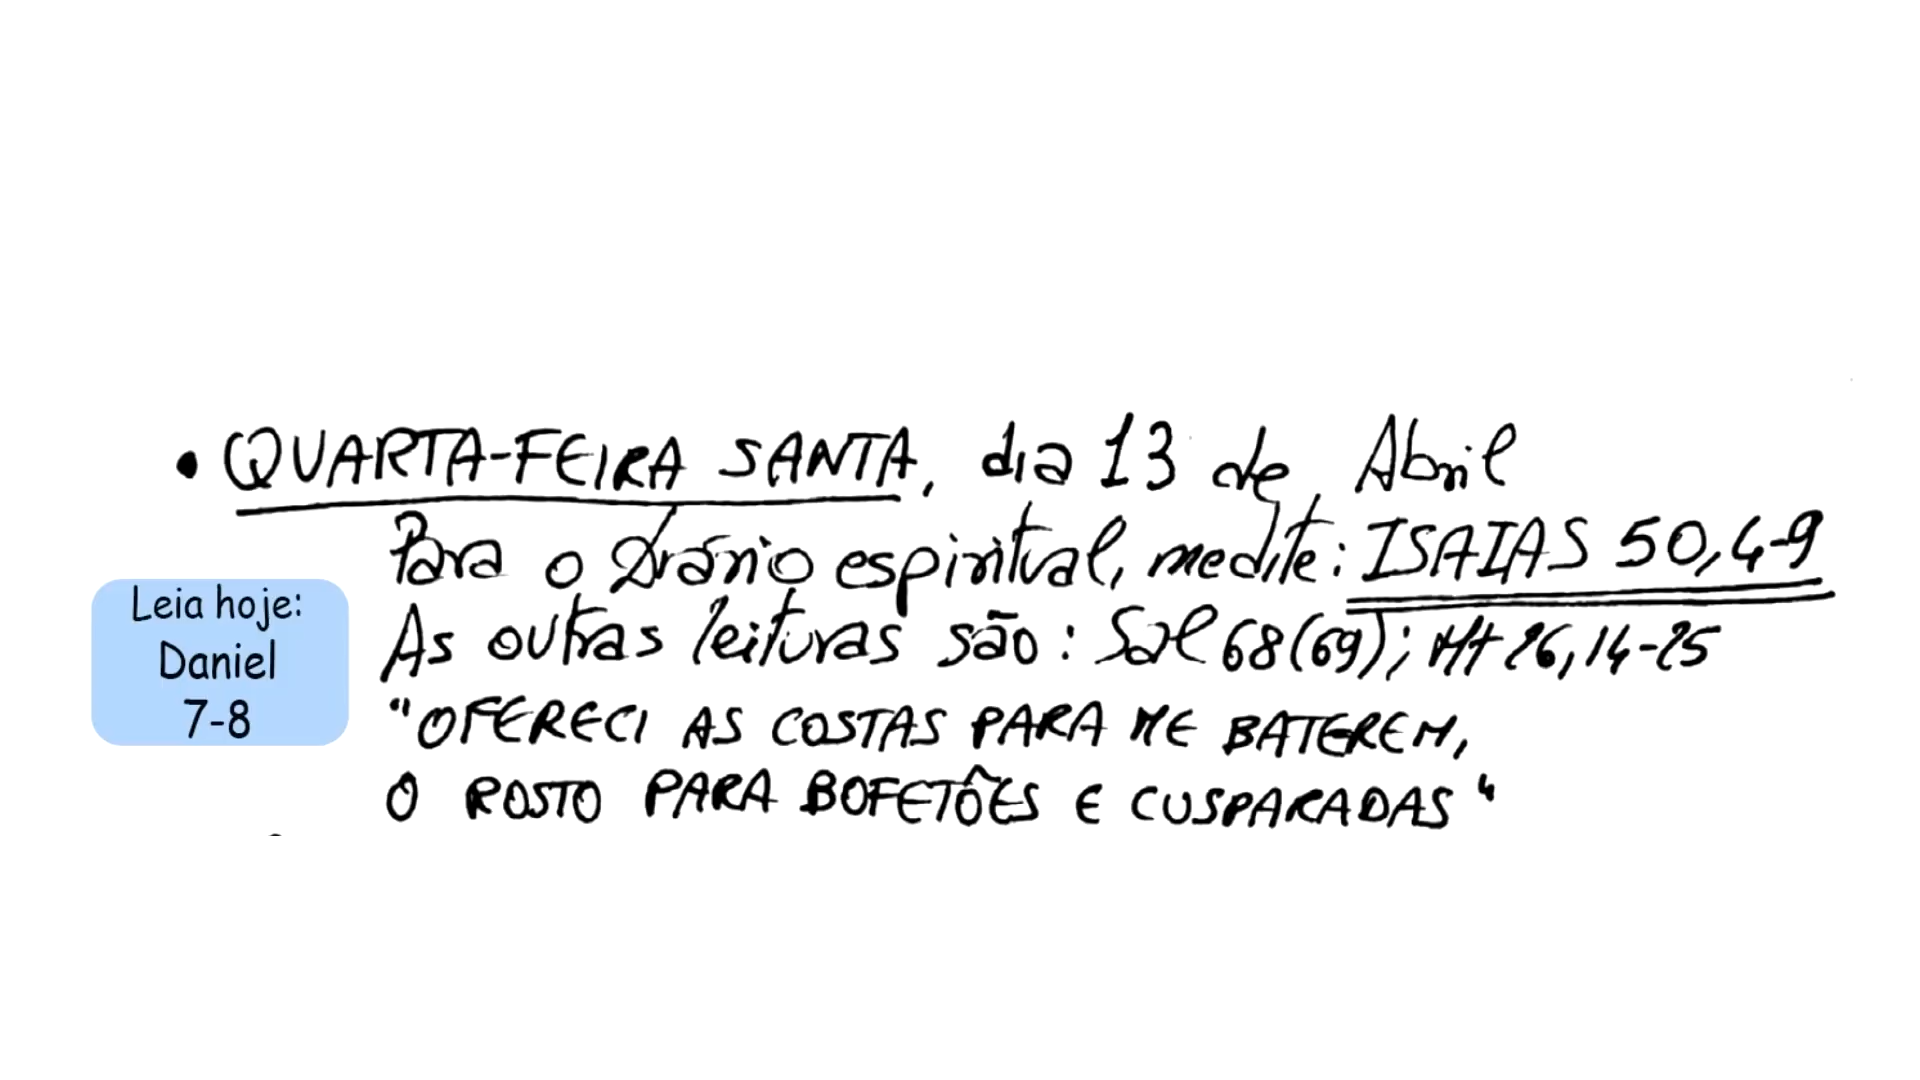 • QUARTA-FEIRA SANTA, dia 13 de Abril
Para o Diário espiritual, medite: ISAIAS 50,4-9
As outras leituras são: Sal 68(69); Mt 26,14-25
"OFERECI AS COSTAS PARA ME BATEREM,
O ROSTO PARA BOFETÔES E CUSPARADAS"
Leia hoje:
Daniel
7-8